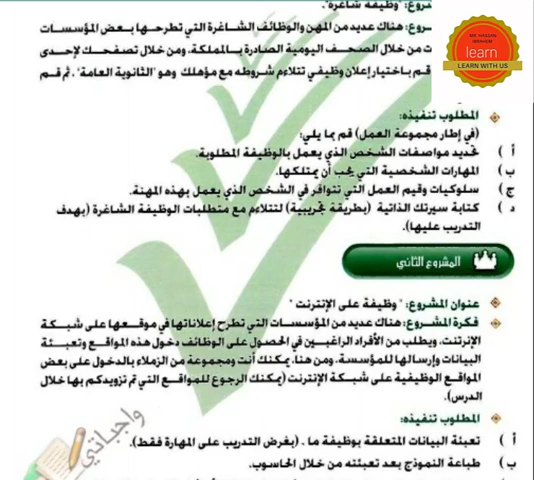 شروع: "وظيفة شاغرة".
شروع: هناك عديد من المهن والوظائف الشاغرة التي تطرحها بعض المؤسسات
ت من خلال الصحف اليومية الصادرة بالمملكة، ومن خلال تصفحك لإحدى
قم باختيار إعلان وظيفي تتلاءم شروطه مع مؤهلك وهو "الثانوية العامة"، ثم قم
MR: HASSAN IBRAHIM
learn
LEARN WITH US
المطلوب تنفيذه:
(في إطار مجموعة العمل) قم بما يلي:
أ ) تحديد مواصفات الشخص الذي يعمل بالوظيفة المطلوبة.
ب ) المهارات الشخصية التي يجب أن يمتلكها.
ج ) سلوكيات وقيم العمل التي تتوافر في الشخص الذي يعمل بهذه المهنة.
د ) كتابة سيرتك الذاتية (بطريقة تجريبية) لتتلاءم مع متطلبات الوظيفة الشاغرة (بهدف
التدريب عليها).
المشروع الثاني
عنوان المشروع: " وظيفة على الإنترنت "
فكرة المشروع: هناك عديد من المؤسسات التي تطرح إعلاناتها في موقعها على شبكة
الإنترنت، ويطلب من الأفراد الراغبين في الحصول على الوظائف دخول هذه المواقع وتعبئة
البيانات وإرسالها للمؤسسة، ومن هنا، يمكنك أنت ومجموعة من الزملاء بالدخول على بعض
المواقع الوظيفية على شبكة الإنترنت (يمكنك الرجوع للمواقع التي تم تزويدكم بها خلال
الدرس).
المطلوب تنفيذه:
أ ) تعبئة البيانات المتعلقة بوظيفة ما . (بغرض التدريب على المهارة فقط).
ب ) طباعة النموذج بعد تعبئته من خلال الحاسوب.
واجباتي